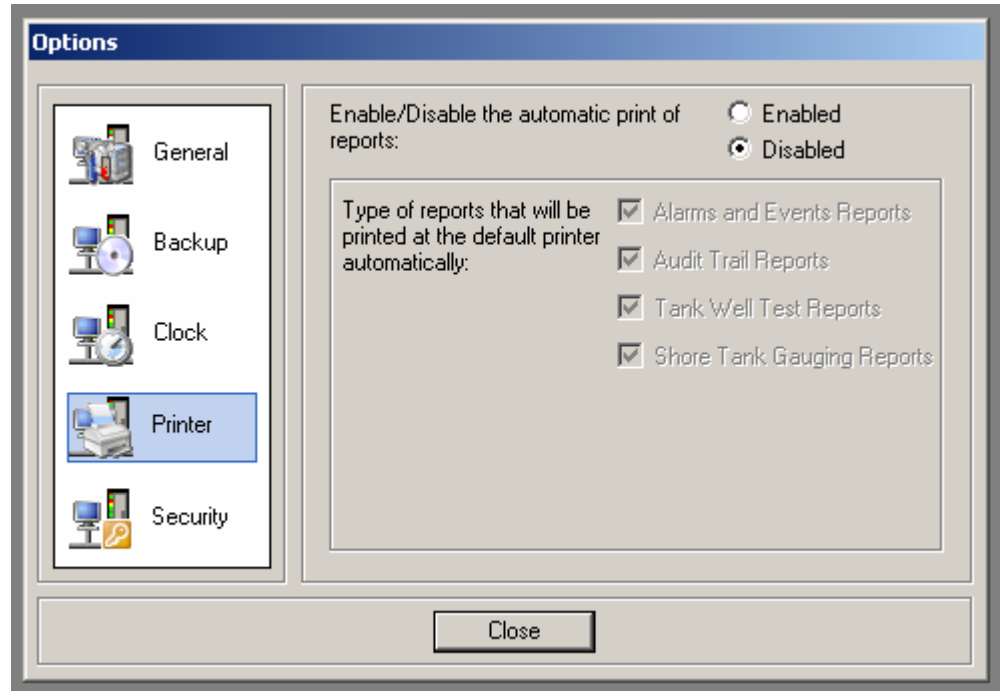 Options
General
Backup
Clock
Printer
Security
Enable/Disable the automatic print of
reports:
Enabled
Disabled
Type of reports that will be
printed at the default printer
automatically:
Alarms and Events Reports
Audit Trail Reports
Tank Well Test Reports
Shore Tank Gauging Reports
Close